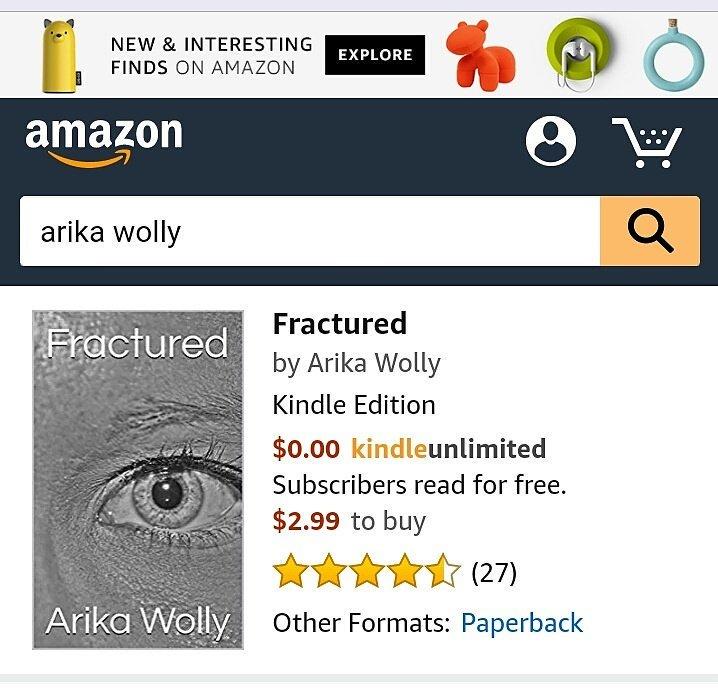 NEW & INTERESTING
FINDS ON AMAZON
EXPLORE
amazon
arika wolly
Fractured
Arika Wolly
Fractured
by Arika Wolly
Kindle Edition
$0.00 kindleunlimited
Subscribers read for free.
$2.99 to buy
(27)
Other Formats: Paperback